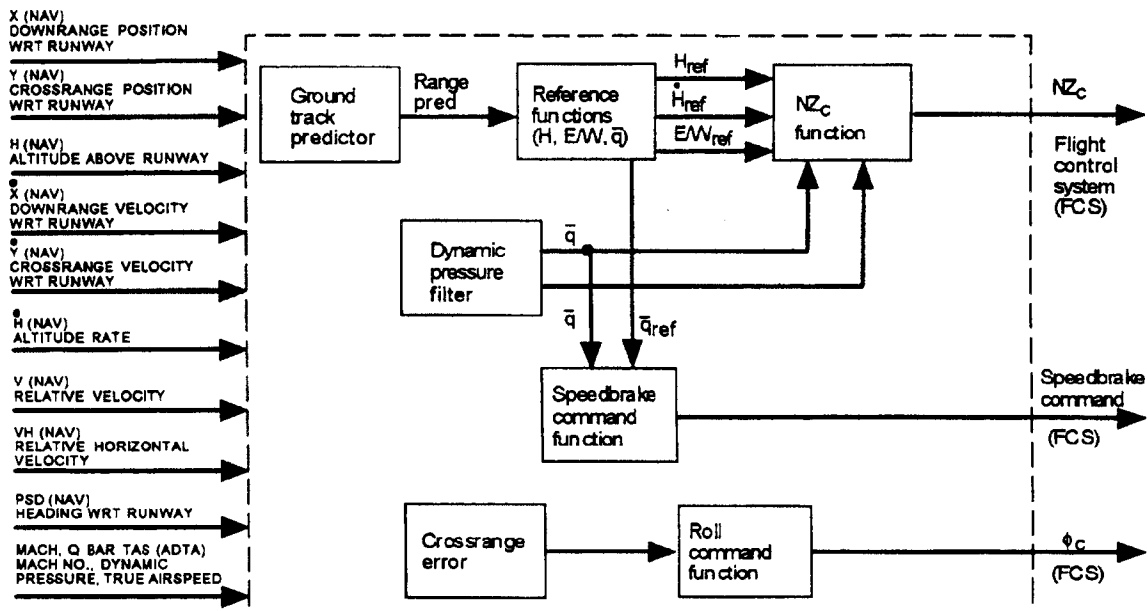 X (NAV)
DOWNRANGE POSITION
WRT RUNWAY
Y (NAV)
CROSSRANGE POSITION
WRT RUNWAY
H (NAV)
ALTITUDE ABOVE RUNWAY
Ẋ (NAV)
DOWNRANGE VELOCITY
WRT RUNWAY
Ẏ (NAV)
CROSSRANGE VELOCITY
WRT RUNWAY
Ḣ (NAV)
ALTITUDE RATE
V (NAV)
RELATIVE VELOCITY
VH (NAV)
RELATIVE HORIZONTAL
VELOCITY
PSD (NAV)
HEADING WRT RUNWAY
MACH, Q BAR TAS (ADTA)
MACH NO., DYNAMIC
PRESSURE, TRUE AIRSPEED
Ground
track
predictor
Range
pred
Reference
functions
(H, E/W, q̄)
H_ref
Ḣ_ref
E/W_ref
NZ_C
function
NZ_C
Flight
control
system
(FCS)
Dynamic
pressure
filter
q̄
q̄
q̄_ref
Speedbrake
command
function
Speedbrake
command
(FCS)
Crossrange
error
Roll
command
function
ϕ_C
(FCS)